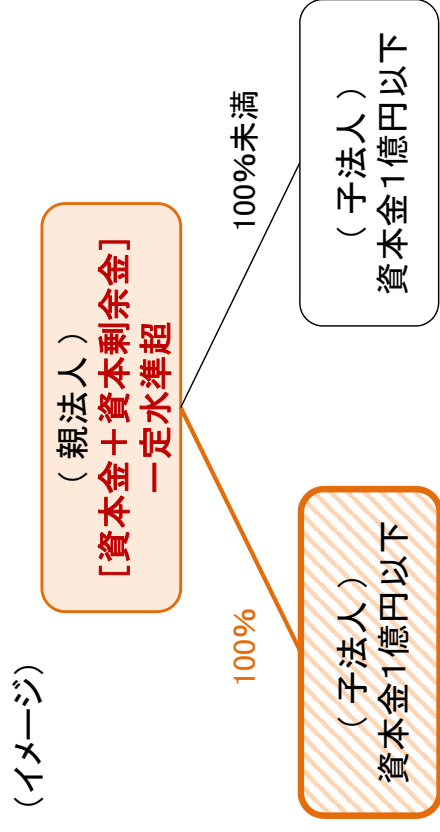 （イメージ）
（親法人）
［資本金＋資本剰余金］
一定水準超
100%
100%未満
（子法人）
資本金1億円以下
（子法人）
資本金1億円以下